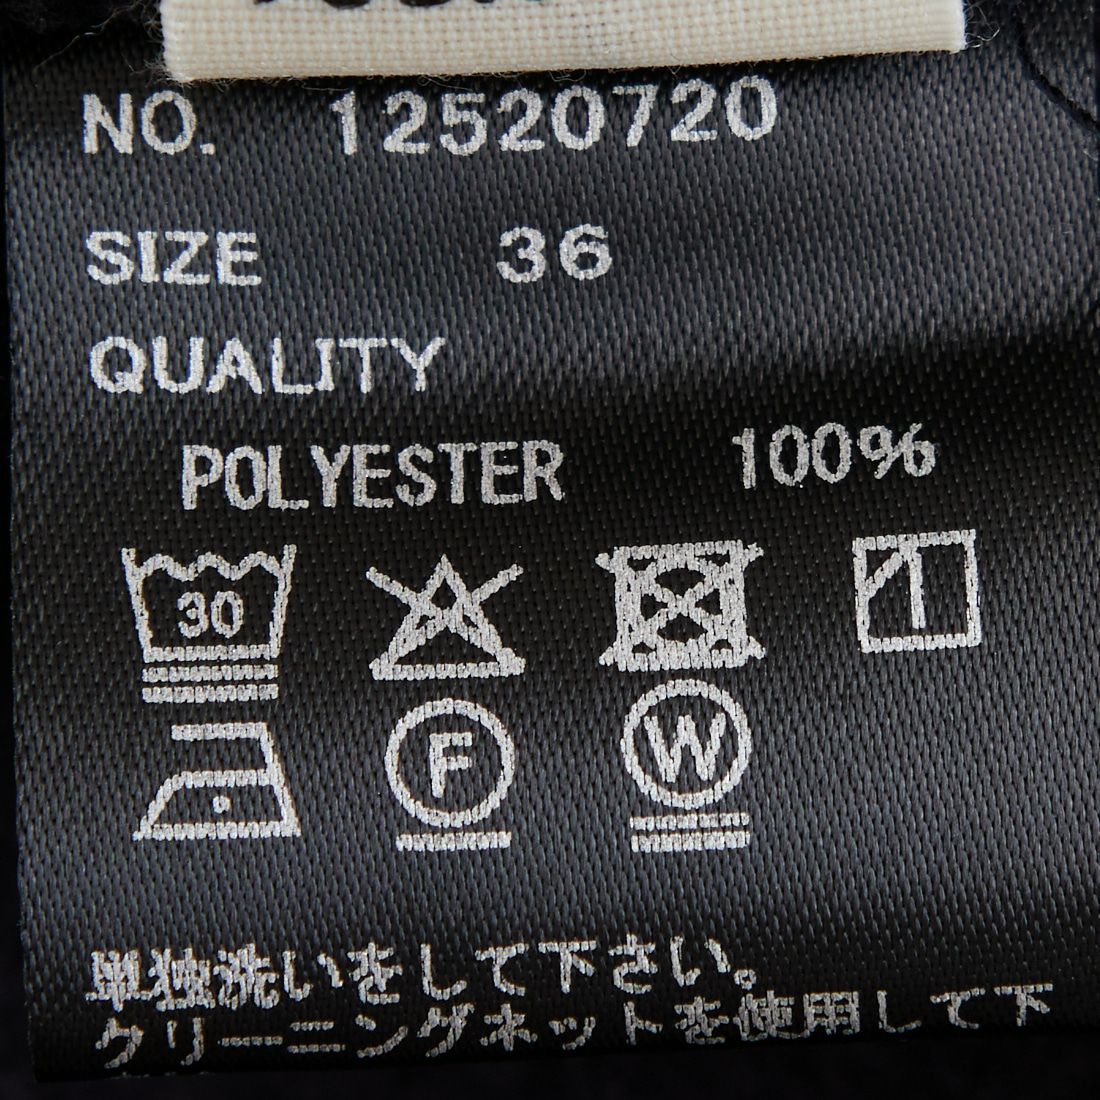 NO. 12520720
SIZE 36
QUALITY
POLYESTER 100%
30
F W
単独洗いをして下さい。
クリーニングネットを使用して下